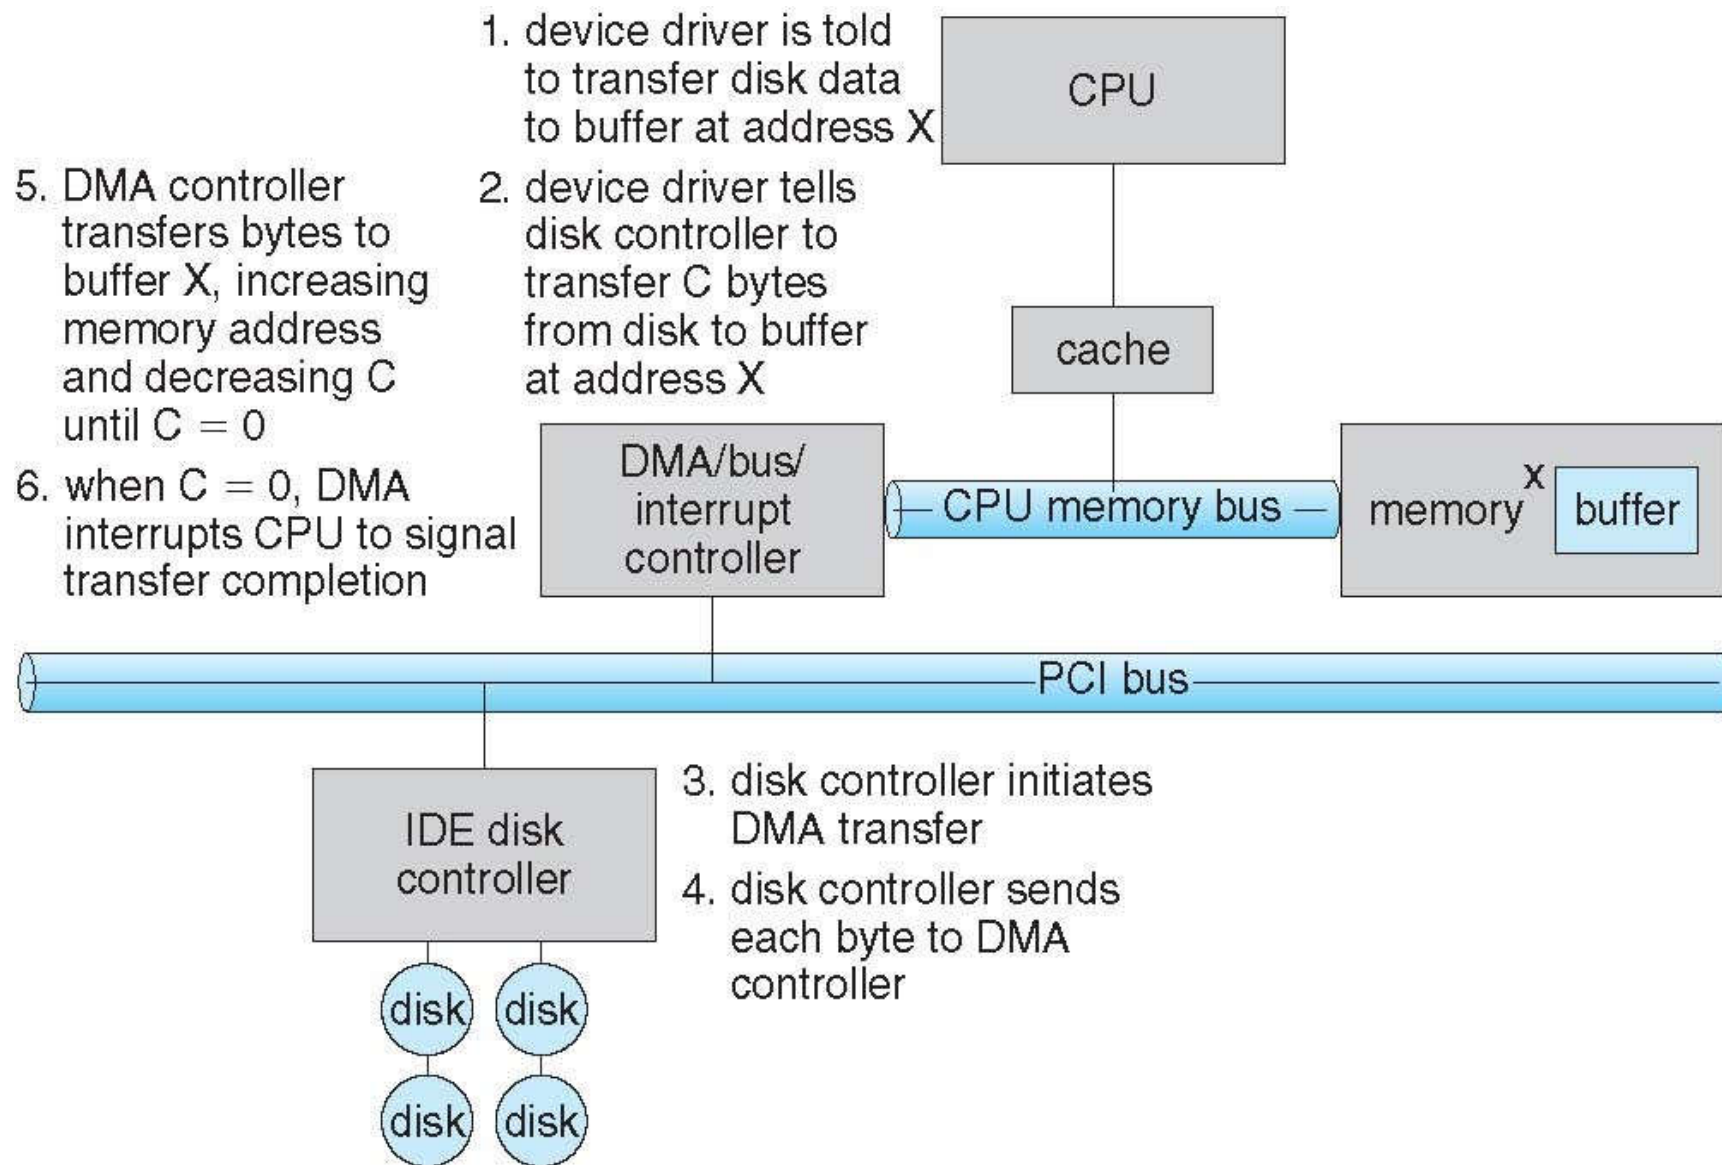 1. device driver is told
to transfer disk data
to buffer at address X
CPU
5. DMA controller
transfers bytes to
buffer X, increasing
memory address
and decreasing C
until C = 0
2. device driver tells
disk controller to
transfer C bytes
from disk to buffer
at address X
cache
6. when C = 0, DMA
interrupts CPU to signal
transfer completion
DMA/bus/
interrupt
controller
CPU memory bus
memory
X
buffer
PCI bus
IDE disk
controller
3. disk controller initiates
DMA transfer
4. disk controller sends
each byte to DMA
controller
disk
disk
disk
disk